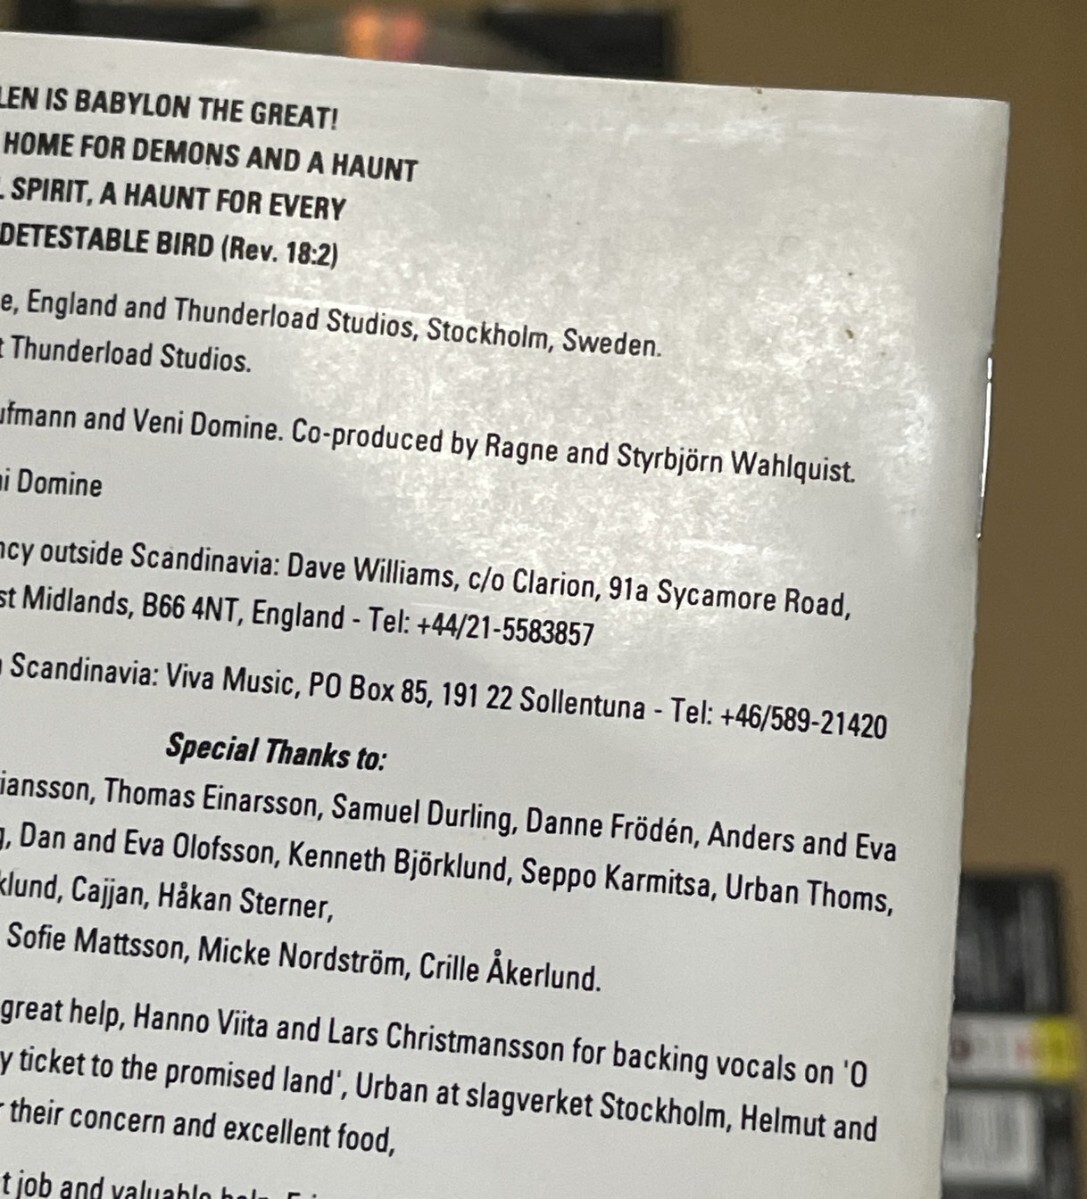 LEN IS BABYLON THE GREAT!
HOME FOR DEMONS AND A HAUNT
SPIRIT, A HAUNT FOR EVERY
DETESTABLE BIRD (Rev. 18:2)
e, England and Thunderload Studios, Stockholm, Sweden.
t Thunderload Studios.
ufmann and Veni Domine. Co-produced by Ragne and Styrbjörn Wahlquist.
i Domine
ncy outside Scandinavia: Dave Williams, c/o Clarion, 91a Sycamore Road,
st Midlands, B66 4NT, England - Tel: +44/21-5583857
Scandinavia: Viva Music, PO Box 85, 191 22 Sollentuna - Tel: +46/589-21420
Special Thanks to:
iansson, Thomas Einarsson, Samuel Durling, Danne Frödén, Anders and Eva
g, Dan and Eva Olofsson, Kenneth Björklund, Seppo Karmitsa, Urban Thoms,
klund, Cajjan, Håkan Sterner,
Sofie Mattsson, Micke Nordström, Crille Åkerlund.
great help, Hanno Viita and Lars Christmansson for backing vocals on 'O
y ticket to the promised land', Urban at slagverket Stockholm, Helmut and
r their concern and excellent food,
t job and valuable help,